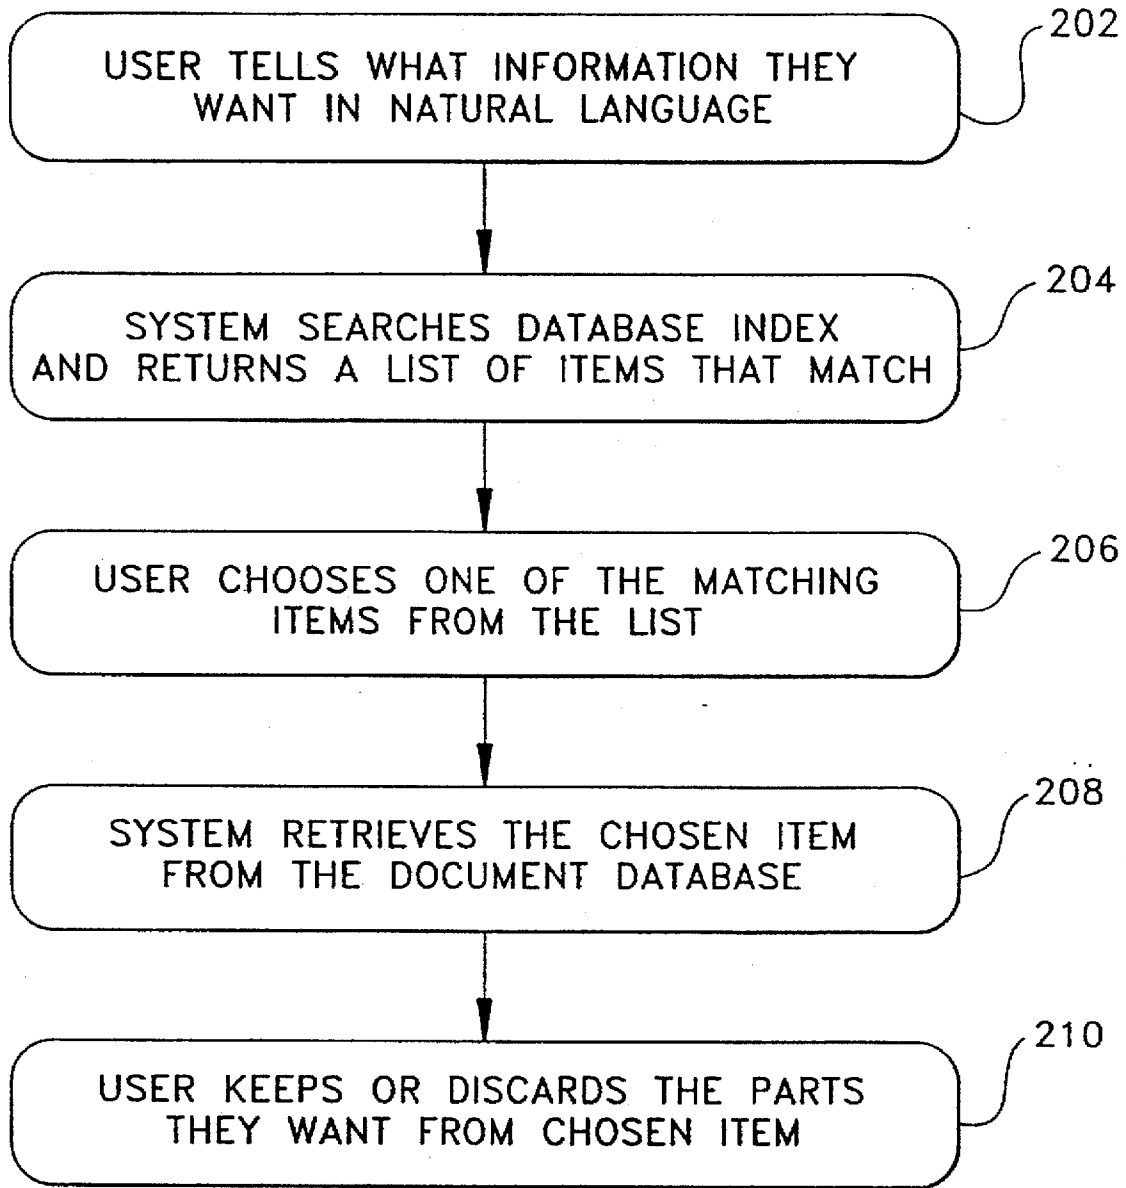 202
USER TELLS WHAT INFORMATION THEY
WANT IN NATURAL LANGUAGE
204
SYSTEM SEARCHES DATABASE INDEX
AND RETURNS A LIST OF ITEMS THAT MATCH
206
USER CHOOSES ONE OF THE MATCHING
ITEMS FROM THE LIST
208
SYSTEM RETRIEVES THE CHOSEN ITEM
FROM THE DOCUMENT DATABASE
210
USER KEEPS OR DISCARDS THE PARTS
THEY WANT FROM CHOSEN ITEM